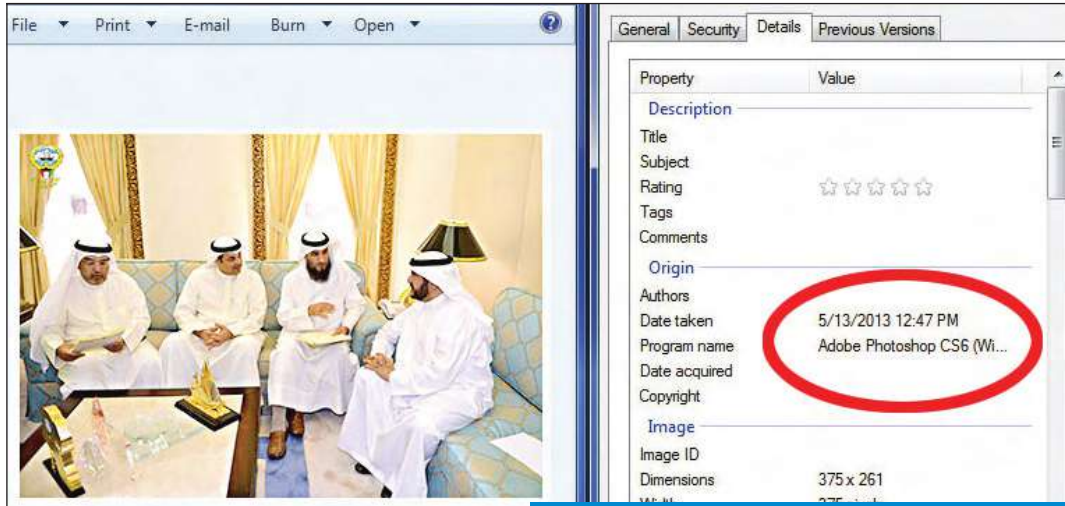 File Print E-mail Burn Open
General Security Details Previous Versions
Property Value
Description
Title
Subject
Rating
Tags
Comments
Origin
Authors
Date taken 5/13/2013 12:47 PM
Program name Adobe Photoshop CS6 (Wi...
Date acquired
Copyright
Image
Image ID
Dimensions 375 x 261